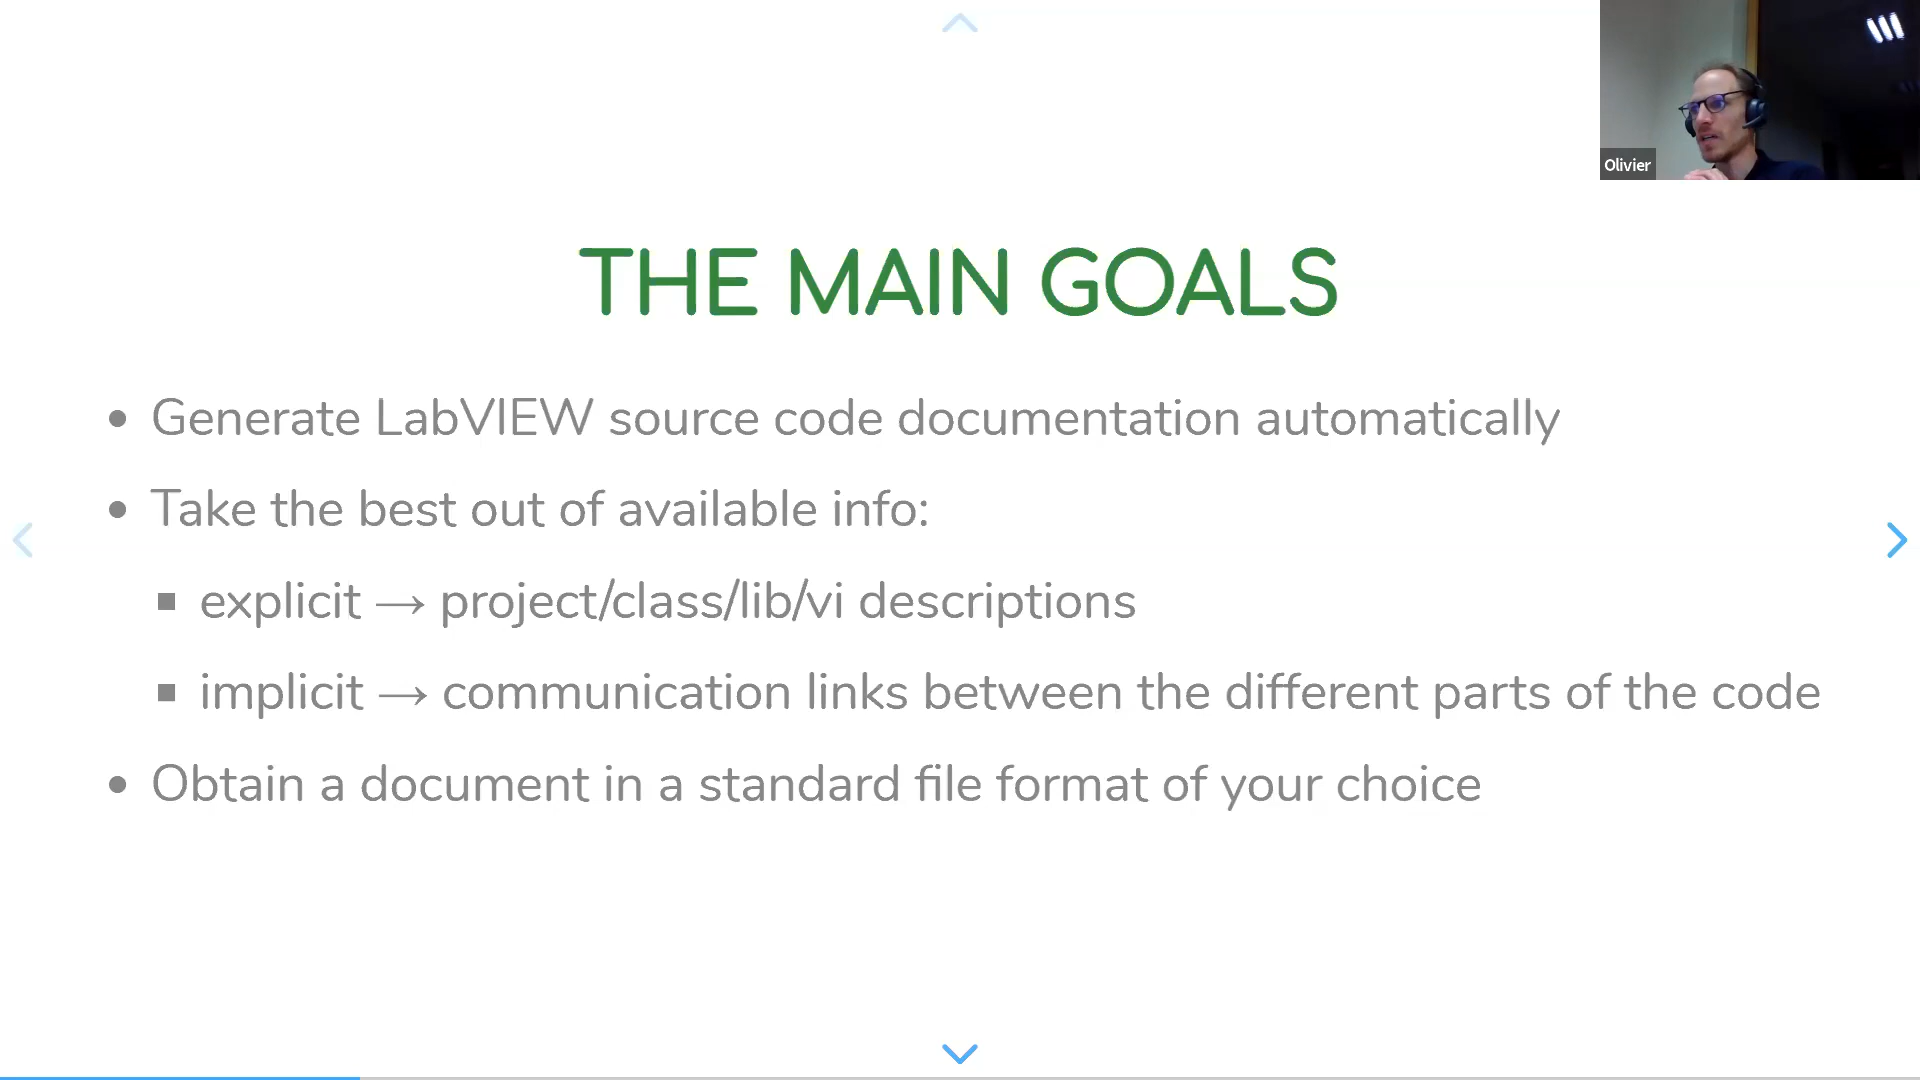 Olivier
THE MAIN GOALS
• Generate LabVIEW source code documentation automatically
• Take the best out of available info:
▪ explicit → project/class/lib/vi descriptions
▪ implicit → communication links between the different parts of the code
• Obtain a document in a standard file format of your choice